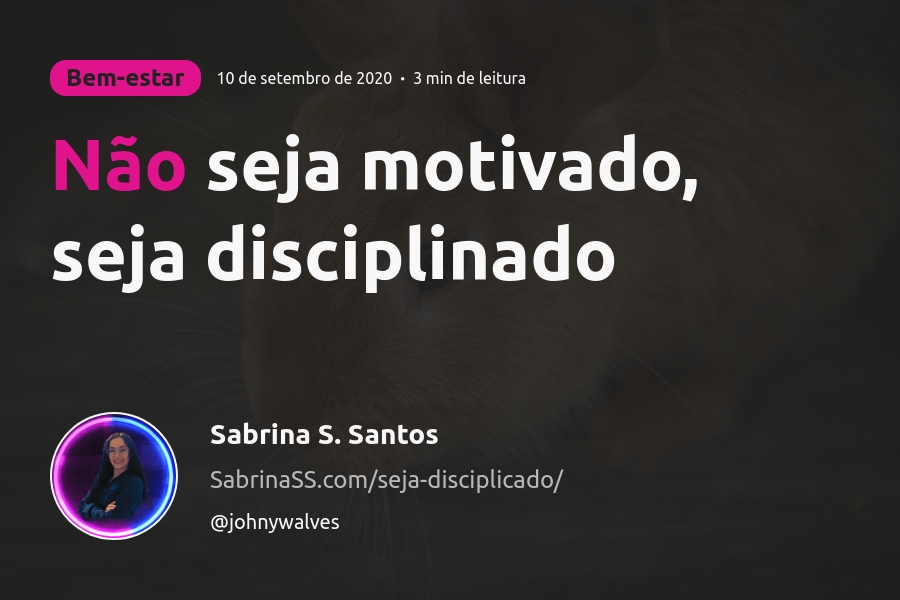 Bem-estar 10 de setembro de 2020 • 3 min de leitura
Não seja motivado,
seja disciplinado
Sabrina S. Santos
SabrinaSS.com/seja-disciplicado/
@johnywalves